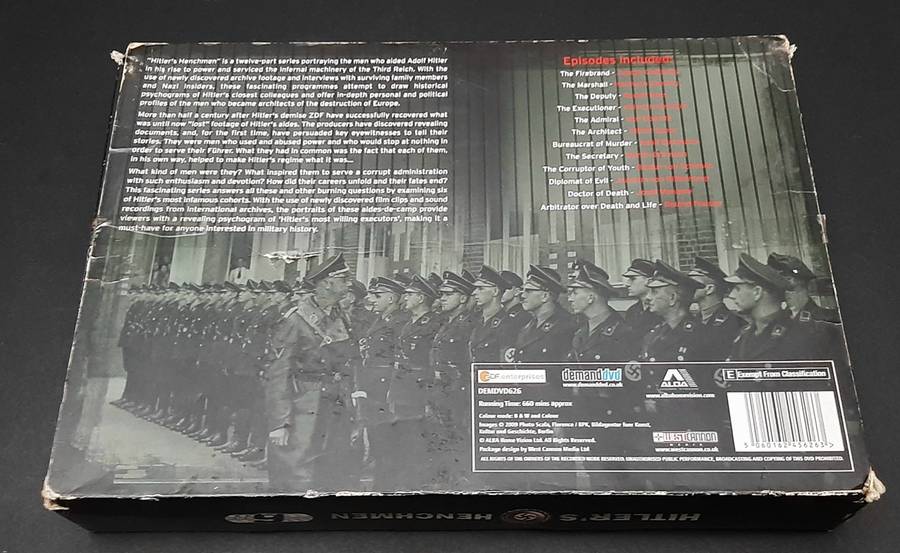 "Hitler's Henchmen" is a twelve-part series portraying the men who aided Adolf Hitler
in his rise to power and serviced the infernal machinery of the Third Reich. With the
use of newly discovered archive footage and interviews with surviving family members
and Nazi insiders, these fascinating programmes attempt to draw historical
psychograms of Hitler's closest colleagues and offer in-depth personal and political
profiles of the men who became architects of the destruction of Europe.
More than half a century after Hitler's demise ZDF have successfully recovered what
was until now "lost" footage of Hitler's aides. The producers have discovered revealing
documents, and, for the first time, have persuaded key eyewitnesses to tell their
stories. They were men who used and abused power and who would stop at nothing in
order to serve their Führer. What they had in common was the fact that each of them,
in his own way, helped to make Hitler's regime what it was...
What kind of men were they? What inspired them to serve a corrupt administration
with such enthusiasm and devotion? How did their careers unfold and their fates end?
This fascinating series answers all these and other burning questions by examining six
of Hitler's most infamous cohorts. With the use of newly discovered film clips and sound
recordings from international archives, the portraits of these aides-de-camp provide
viewers with a revealing psychogram of 'Hitler's most willing executors', making it a
must-have for anyone interested in military history.
Episodes included:
The Firebrand -
The Marshall -
The Deputy -
The Executioner -
The Admiral -
The Architect -
Bureaucrat of Murder -
The Secretary -
The Corruptor of Youth -
Diplomat of Evil -
Doctor of Death -
Arbitrator over Death and Life -
ZDF enterprises
demanddvd
www.demanddvd.co.uk
ALBA
www.albahomevision.com
E Exempt From Classification
DEMDVD626
Running Time: 660 mins approx
Colour mode: B & W and Colour
Images © 2009 Photo Scala, Florence / BPK, Bildagentur fuer Kunst,
Kultur und Geschichte, Berlin
© ALBA Home Vision Ltd. All Rights Reserved.
Package design by West Cannon Media Ltd
WESTCANNON
MEDIA
www.westcannon.co.uk
5 060162 456263 >
ALL RIGHTS OF THE OWNERS OF THE RECORDED WORK RESERVED. UNAUTHORISED PUBLIC PERFORMANCE, BROADCASTING AND COPYING OF THIS DVD PROHIBITED.
HITLER'S HENCHMEN